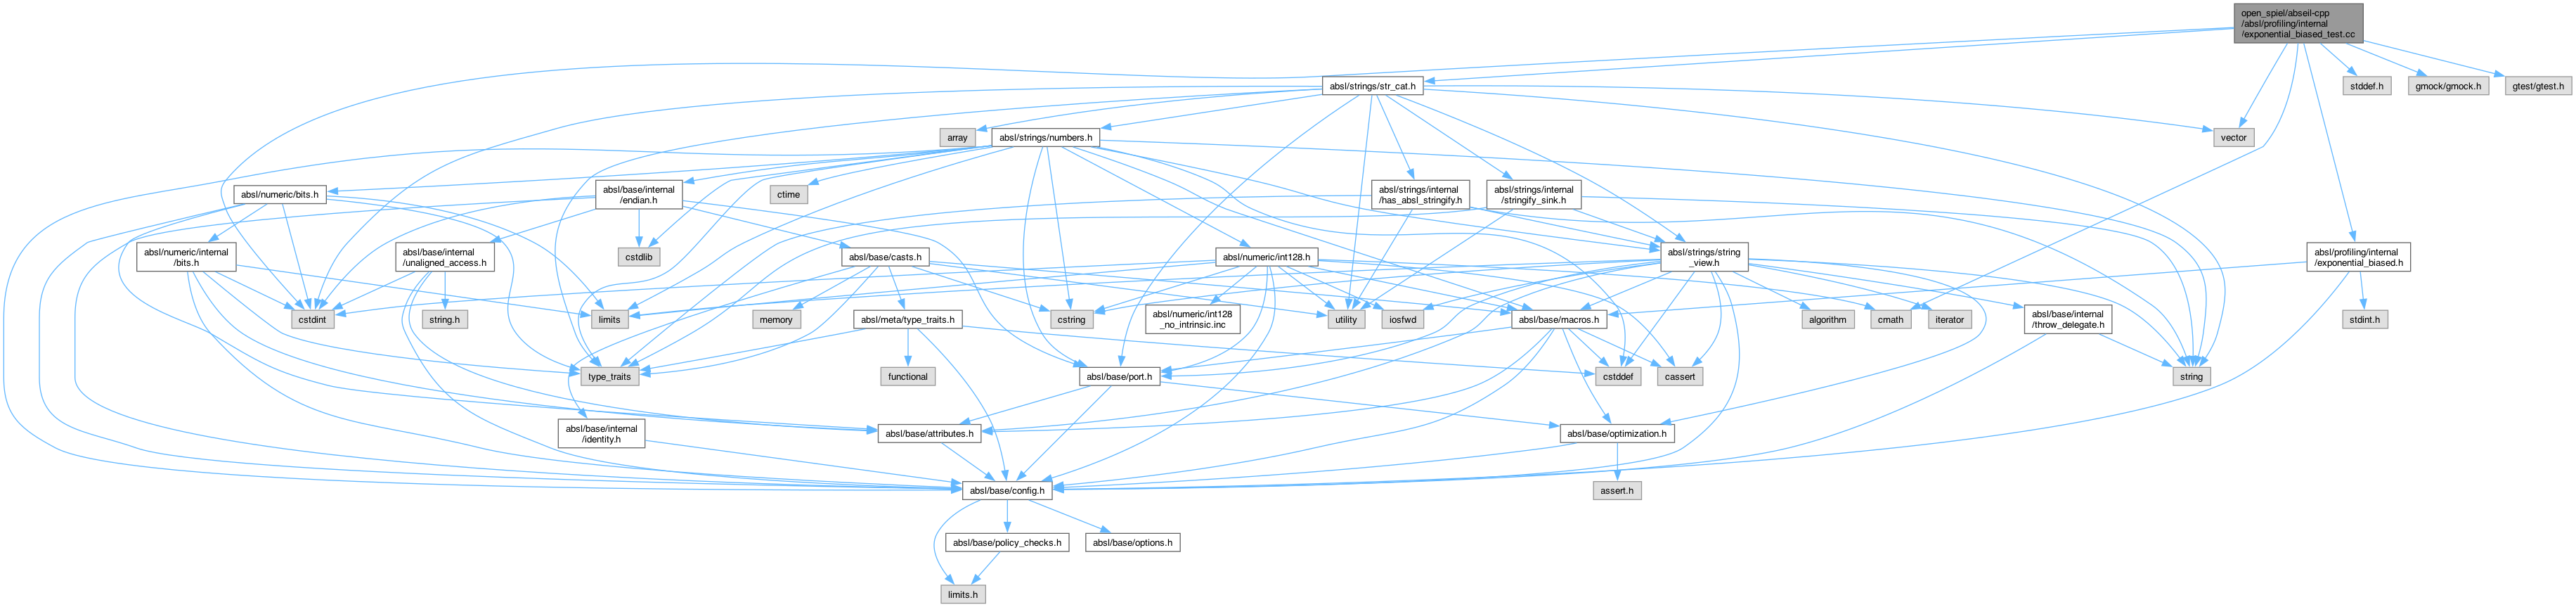 open_spiel/abseil-cpp
/absl/profiling/internal
/exponential_biased_test.cc
absl/strings/str_cat.h
stddef.h
gmock/gmock.h
gtest/gtest.h
array
absl/strings/numbers.h
vector
absl/numeric/bits.h
absl/base/internal
/endian.h
ctime
absl/strings/internal
/has_absl_stringify.h
absl/strings/internal
/stringify_sink.h
absl/numeric/internal
/bits.h
absl/base/internal
/unaligned_access.h
cstdlib
absl/base/casts.h
absl/numeric/int128.h
absl/strings/string
_view.h
absl/profiling/internal
/exponential_biased.h
cstdint
string.h
limits
memory
absl/meta/type_traits.h
cstring
absl/numeric/int128
_no_intrinsic.inc
utility
iosfwd
absl/base/macros.h
algorithm
cmath
iterator
absl/base/internal
/throw_delegate.h
stdint.h
type_traits
functional
absl/base/port.h
cstddef
cassert
string
absl/base/internal
/identity.h
absl/base/attributes.h
absl/base/optimization.h
absl/base/config.h
assert.h
absl/base/policy_checks.h
absl/base/options.h
limits.h